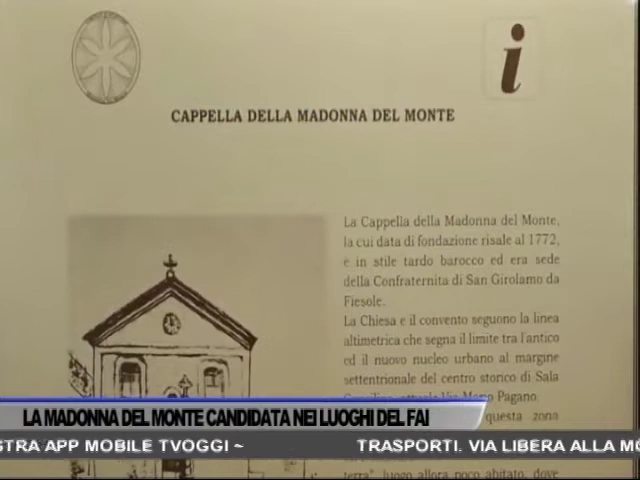 i
CAPPELLA DELLA MADONNA DEL MONTE
La Cappella della Madonna del Monte,
la cui data di fondazione risale al 1772,
e in stile tardo barocco ed era sede
della Confraternita di San Girolamo da
Fiesole.
La Chiesa e il convento seguono la linea
altimetrica che segna il limite tra l'antico
ed il nuovo nucleo urbano al margine
settentrionale del centro storico di Sala
Pagano.
questa zona
LA MADONNA DEL MONTE CANDIDATA NEI LUOGHI DEL FAI
STRA APP MOBILE TVOGGI ~ TRASPORTI. VIA LIBERA ALLA MO
terra", luogo allora poco abitato, dove